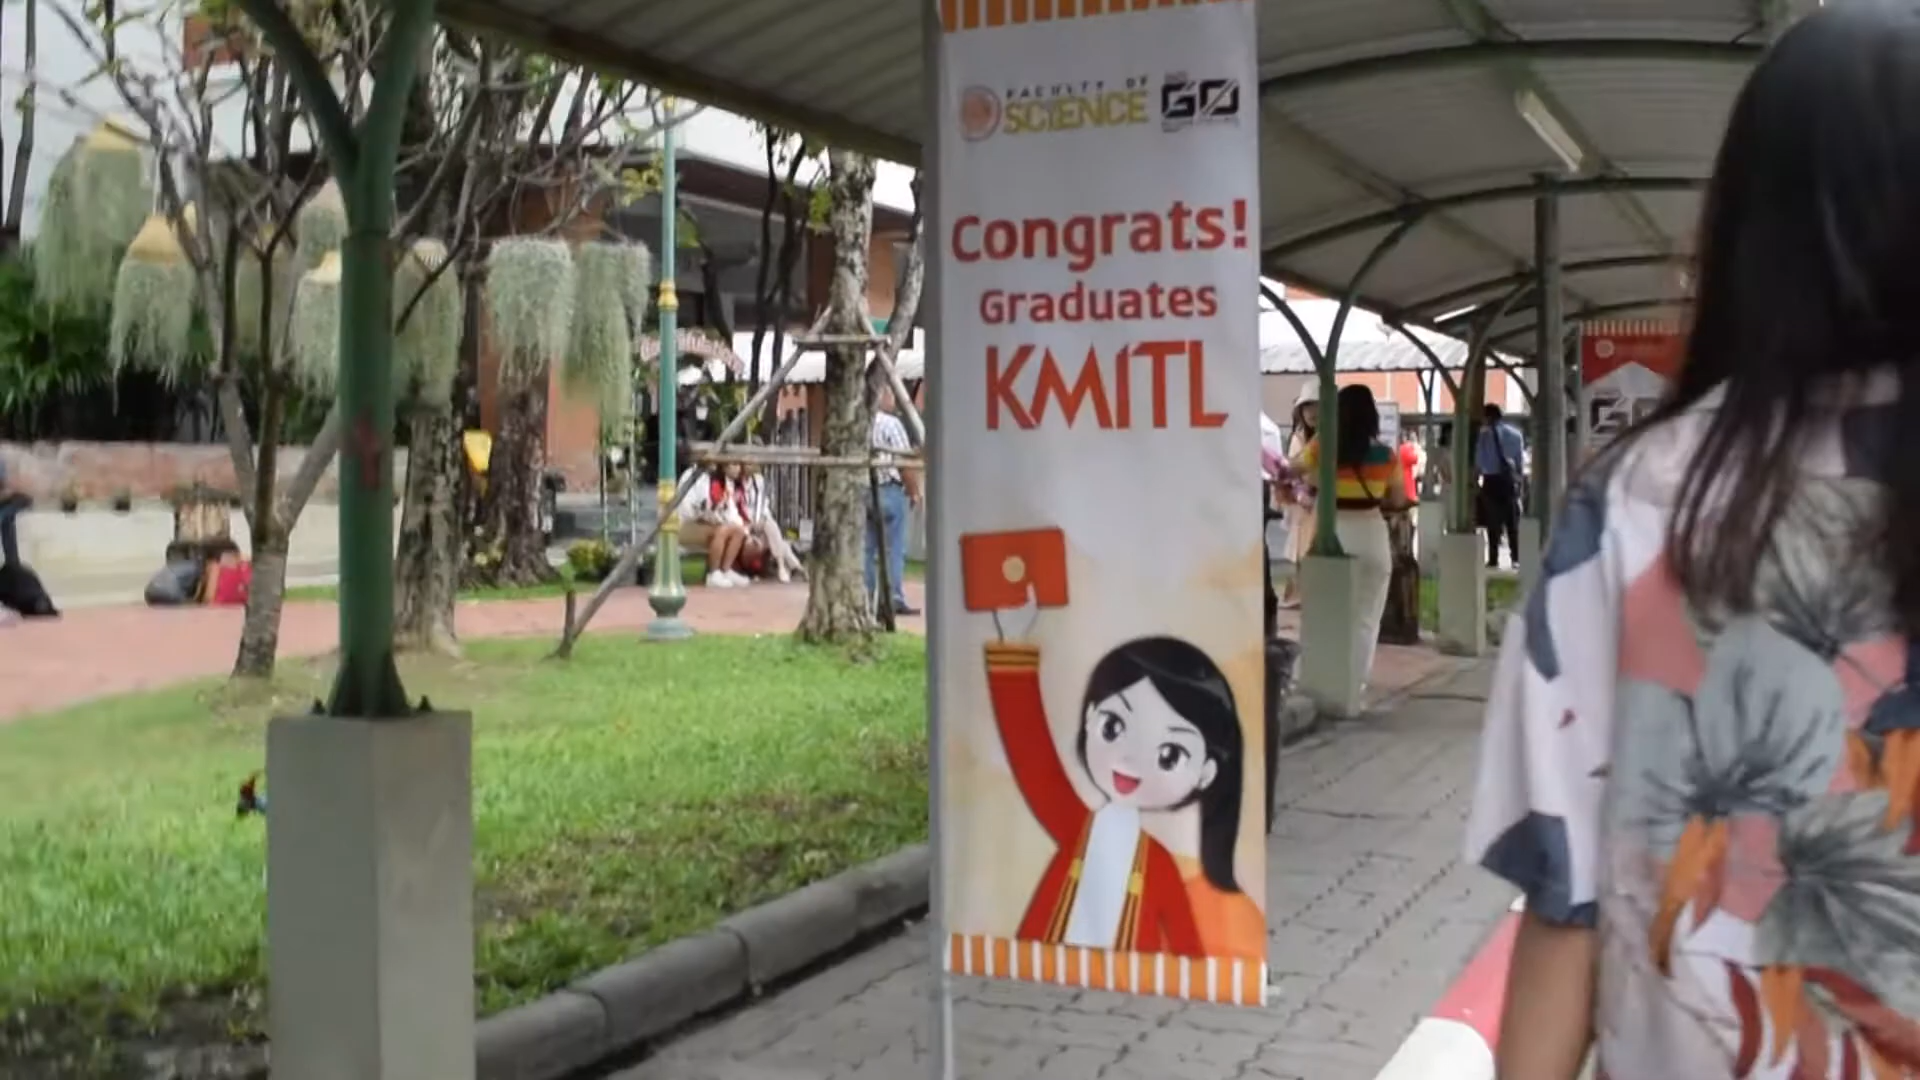 FACULTY OF
SCIENCE GO
Congrats!
Graduates
KMITL